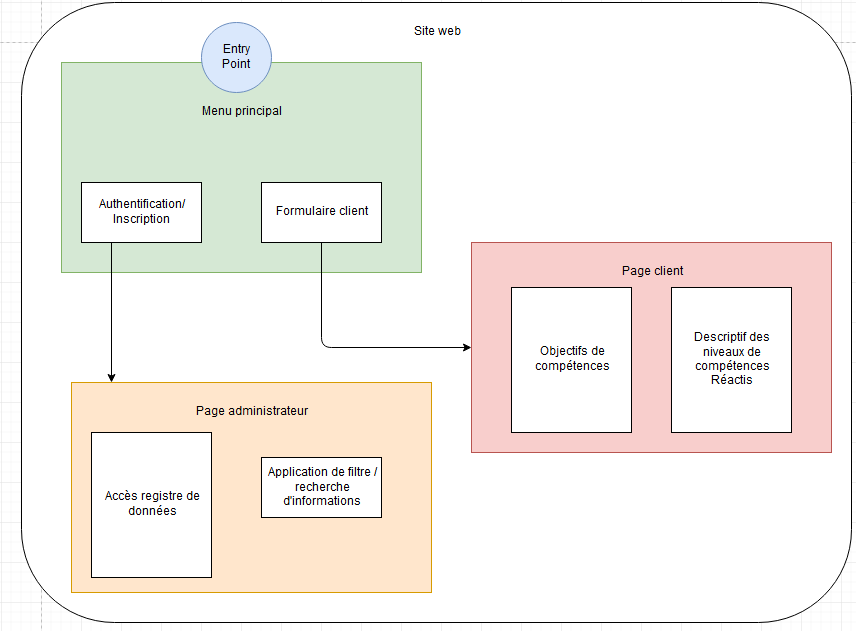 Site web
Entry
Point
Menu principal
Authentification/
Inscription
Formulaire client
Page client
Objectifs de
compétences
Descriptif des
niveaux de
compétences
Réactis
Page administrateur
Accès registre de
données
Application de filtre /
recherche
d'informations